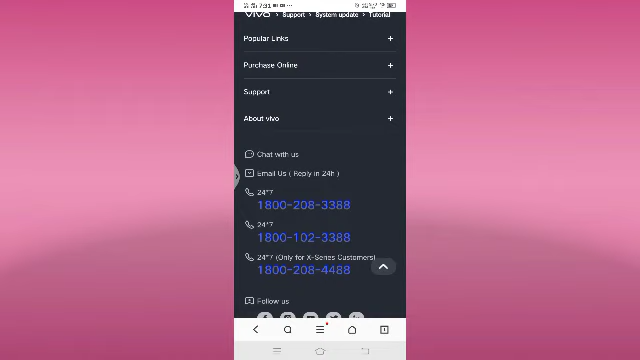 7:31
vivo > Support > System update > Tutorial
Popular Links +
Purchase Online +
Support +
About vivo +
Chat with us
Email Us ( Reply in 24h )
24*7
1800-208-3388
24*7
1800-102-3388
24*7 (Only for X-Series Customers)
1800-208-4488
Follow us